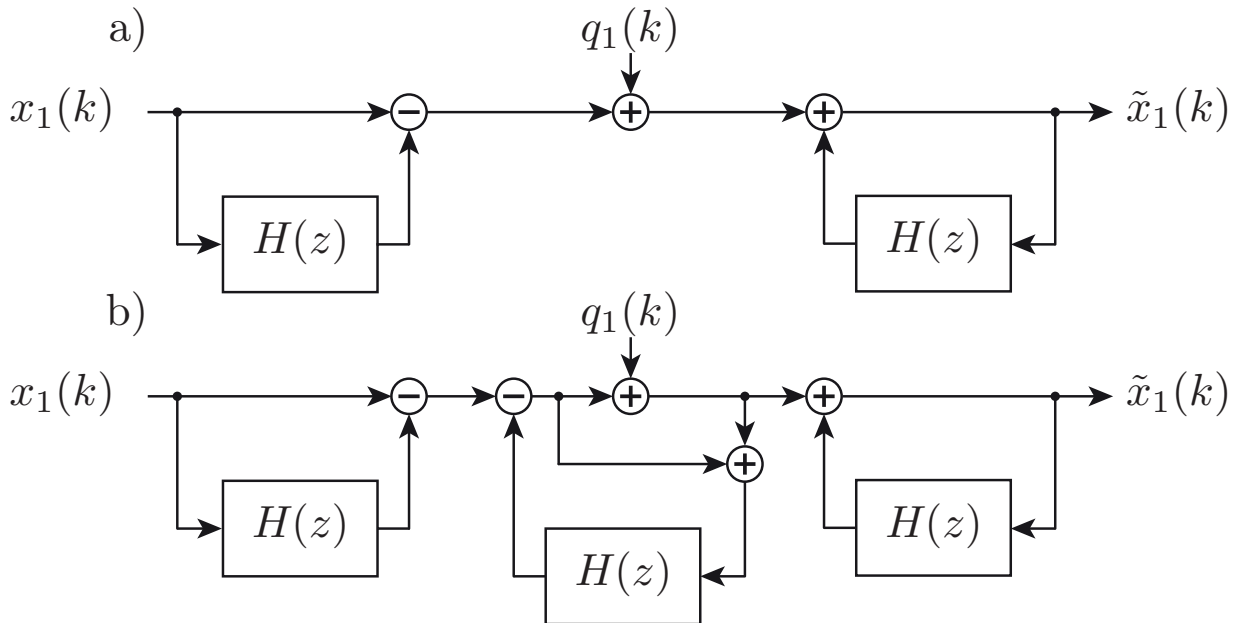 a)
q₁(k)
x₁(k) − + + x̃₁(k)
H(z) H(z)
b)
q₁(k)
x₁(k) − − + + x̃₁(k)
+
H(z) H(z)
H(z)